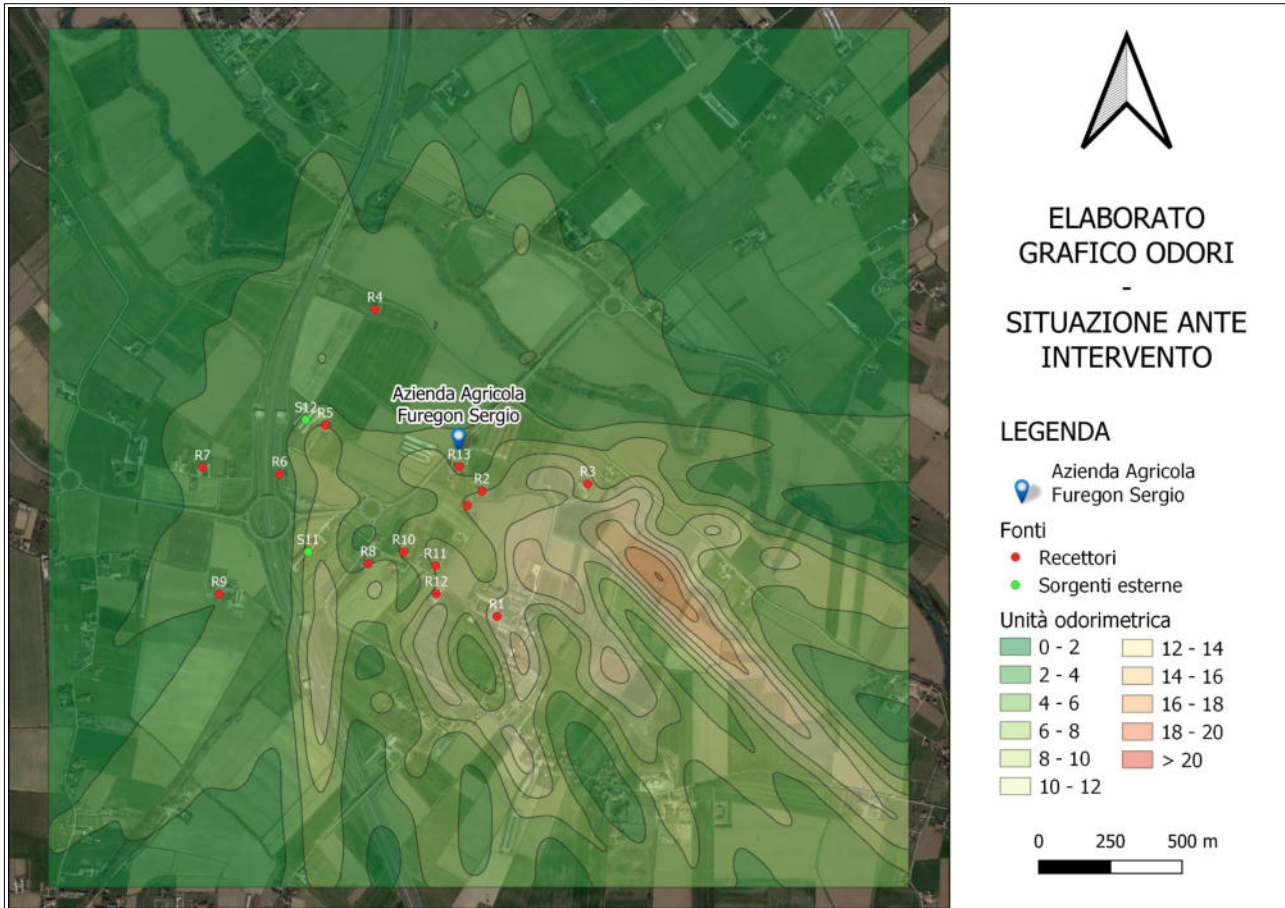 R4
Azienda Agricola
Furegon Sergio
S12
R5
R7
R6
R13
R3
R2
S11
R10
R8
R11
R9
R12
R1
ELABORATO
GRAFICO ODORI
-
SITUAZIONE ANTE
INTERVENTO
LEGENDA
Azienda Agricola
Furegon Sergio
Fonti
Recettori
Sorgenti esterne
Unità odorimetrica
0 - 2
2 - 4
4 - 6
6 - 8
8 - 10
10 - 12
12 - 14
14 - 16
16 - 18
18 - 20
> 20
0 250 500 m